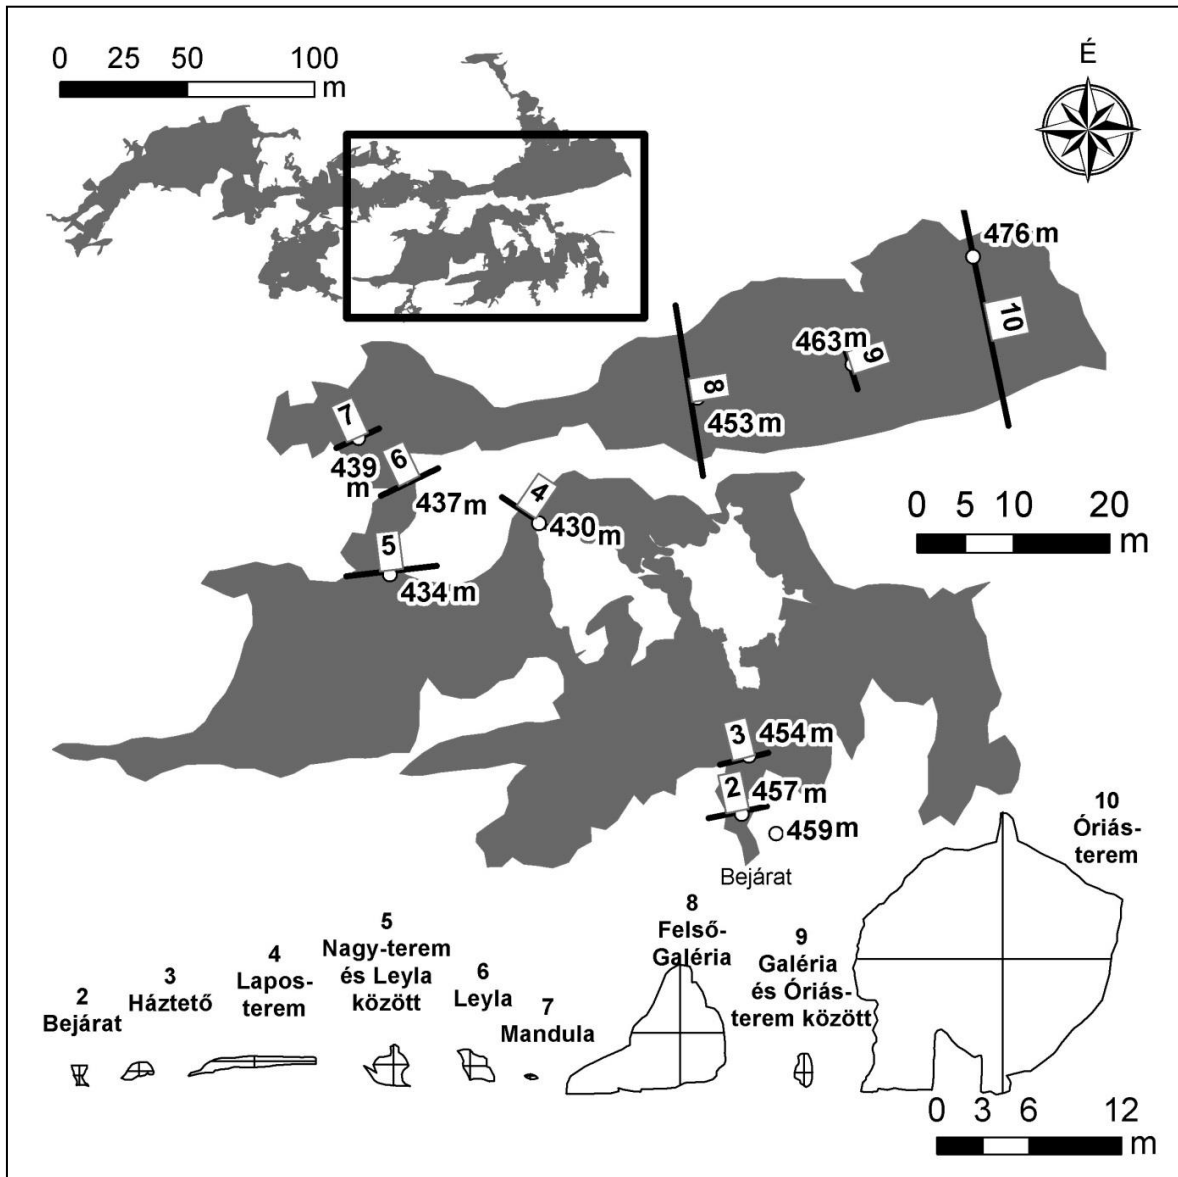 0 25 50 100
m
É
476 m
10
463 m
9
8
453 m
7
439
m
6
437 m
4
430 m
0 5 10 20
m
5
434 m
3
454 m
2
457 m
459 m
Bejárat
10
Óriás-
terem
8
Felső-
Galéria
9
Galéria
és Óriás-
terem között
5
Nagy-terem
és Leyla
között
4
Lapos-
terem
6
Leyla
3
Háztető
2
Bejárat
7
Mandula
0 3 6 12
m